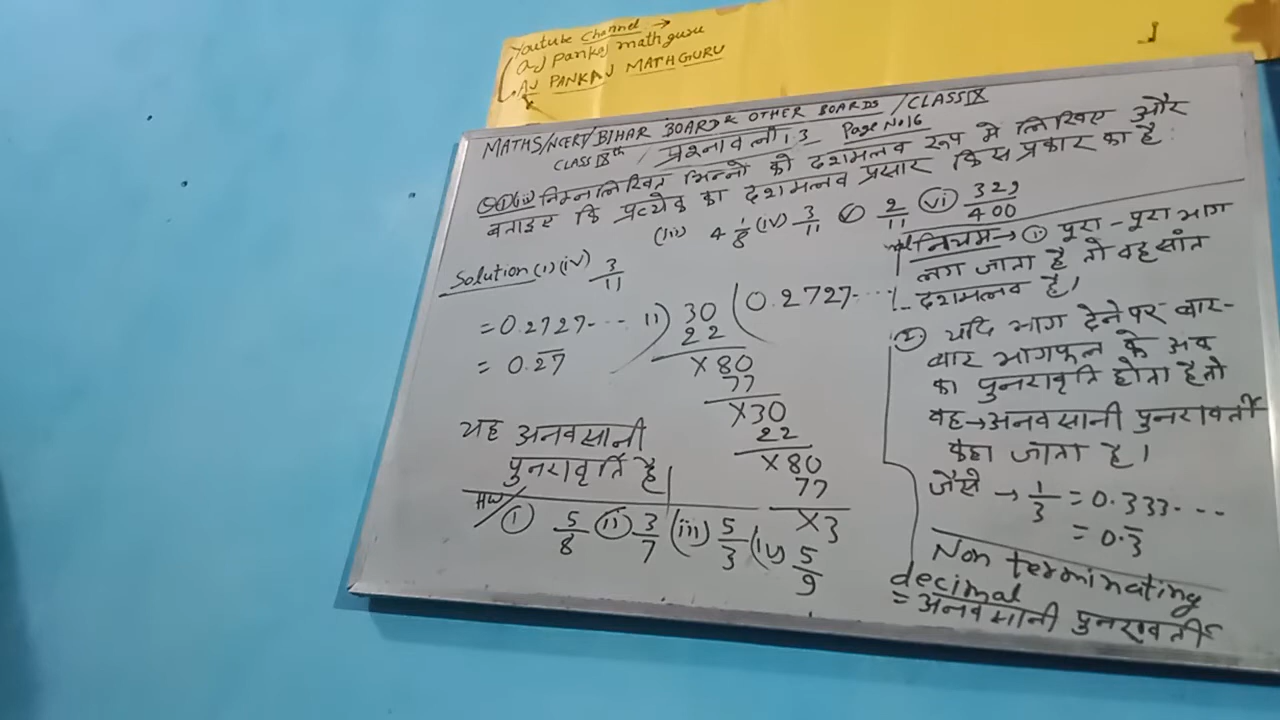 Youtube Channel →
a) Pankaj math guru
A) PANKAJ MATHGURU
MATHS/NCERT/BIHAR BOARD & OTHER BOARDS /CLASS IX
CLASS IXth / प्रश्नावली 1.3 Page No 16
निम्नलिखित भिन्नों को दशमलव रूप में लिखिए और
बताइए कि प्रत्येक का दशमलव प्रसार किस प्रकार का है:
(iii) 4 1/8 (iv) 3/11 (v) 2/11 (vi) 329/400
Solution (i) (iv) 3/11
= 0.2727---
= 0.2̅7̅
11) 30 (0.2727----
22
×80
77
×30
22
×80
77
×3
यह अनवसानी
पुनरावृर्ति है
HW/ (i) 5/8 (ii) 3/7 (iii) 5/3 (iv) 5/9
नियम → (1) पूरा-पूरा भाग
लग जाता है तो वह सांत
दशमलव है।
(2.) यदि भाग देने पर बार-
बार भागफल के अंक
का पुनरावृति होता है तो
वह → अनवसानी पुनरावर्ती
कहा जाता है।
जैसे → 1/3 = 0.333---
= 0.3̅
Non terminating
decimal
= अनवसानी पुनरावर्ती